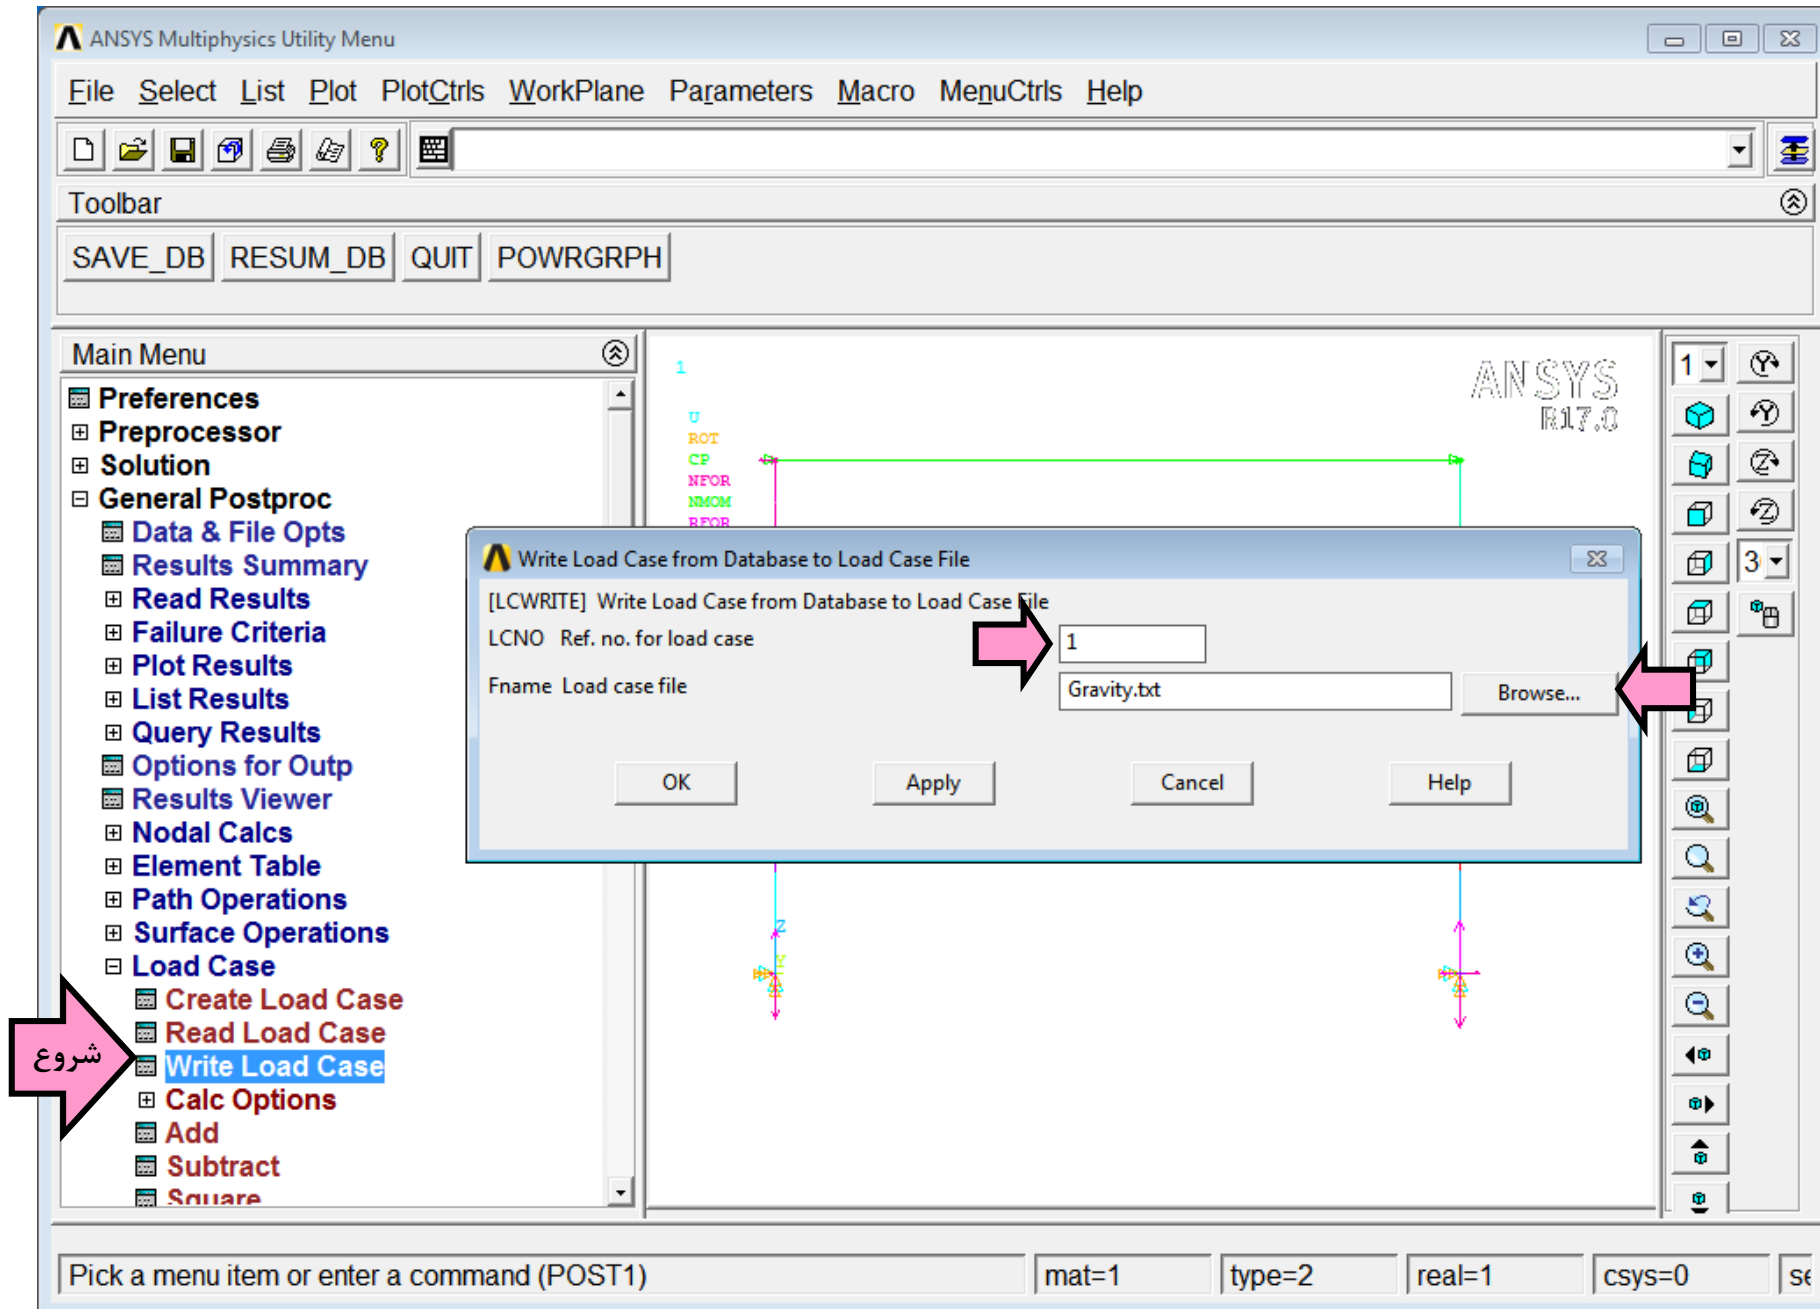 ANSYS Multiphysics Utility Menu
File Select List Plot PlotCtrls WorkPlane Parameters Macro MenuCtrls Help
Toolbar
SAVE_DB RESUM_DB QUIT POWRGRPH
Main Menu
Preferences
Preprocessor
Solution
General Postproc
Data & File Opts
Results Summary
Read Results
Failure Criteria
Plot Results
List Results
Query Results
Options for Outp
Results Viewer
Nodal Calcs
Element Table
Path Operations
Surface Operations
Load Case
Create Load Case
Read Load Case
شروع
Write Load Case
Calc Options
Add
Subtract
Square
1
ANSYS
R17.0
U
ROT
CP
NFOR
NMOM
RFOR
Write Load Case from Database to Load Case File
[LCWRITE] Write Load Case from Database to Load Case File
LCNO Ref. no. for load case 1
Fname Load case file Gravity.txt Browse...
OK Apply Cancel Help
Z
Y
1
3
Pick a menu item or enter a command (POST1) mat=1 type=2 real=1 csys=0